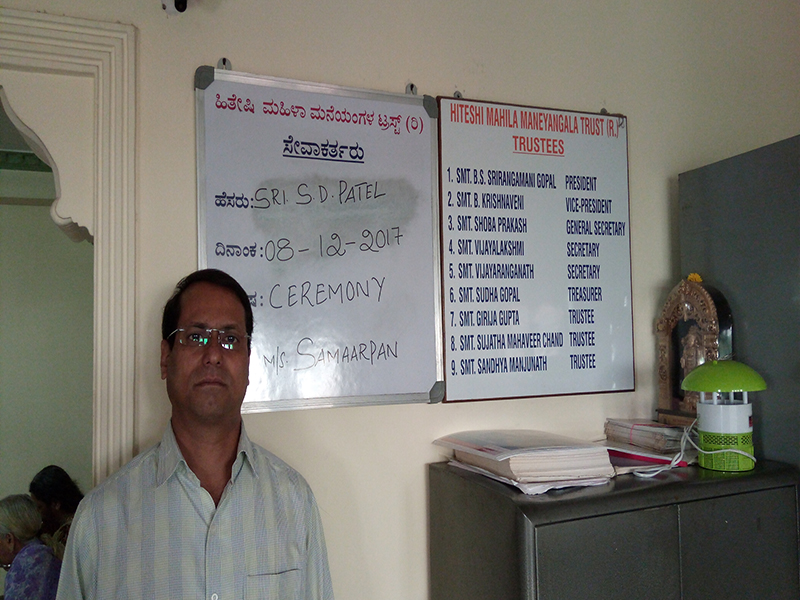 ಹಿತೇಷಿ ಮಹಿಳಾ ಮನೆಯಂಗಳ ಟ್ರಸ್ಟ್ (ರಿ)
ಸೇವಾಕರ್ತರು
ಹೆಸರು: SRI. S.D. PATEL
ದಿನಾಂಕ: 08-12-2017
: CEREMONY
M/S. SAMAARPAN
HITESHI MAHILA MANEYANGALA TRUST (R.)
TRUSTEES
1. SMT. B.S. SRIRANGAMANI GOPAL PRESIDENT
2. SMT. B. KRISHNAVENI VICE-PRESIDENT
3. SMT. SHOBA PRAKASH GENERAL SECRETARY
4. SMT. VIJAYALAKSHMI SECRETARY
5. SMT. VIJAYARANGANATH SECRETARY
6. SMT. SUDHA GOPAL TREASURER
7. SMT. GIRIJA GUPTA TRUSTEE
8. SMT. SUJATHA MAHAVEER CHAND TRUSTEE
9. SMT. SANDHYA MANJUNATH TRUSTEE